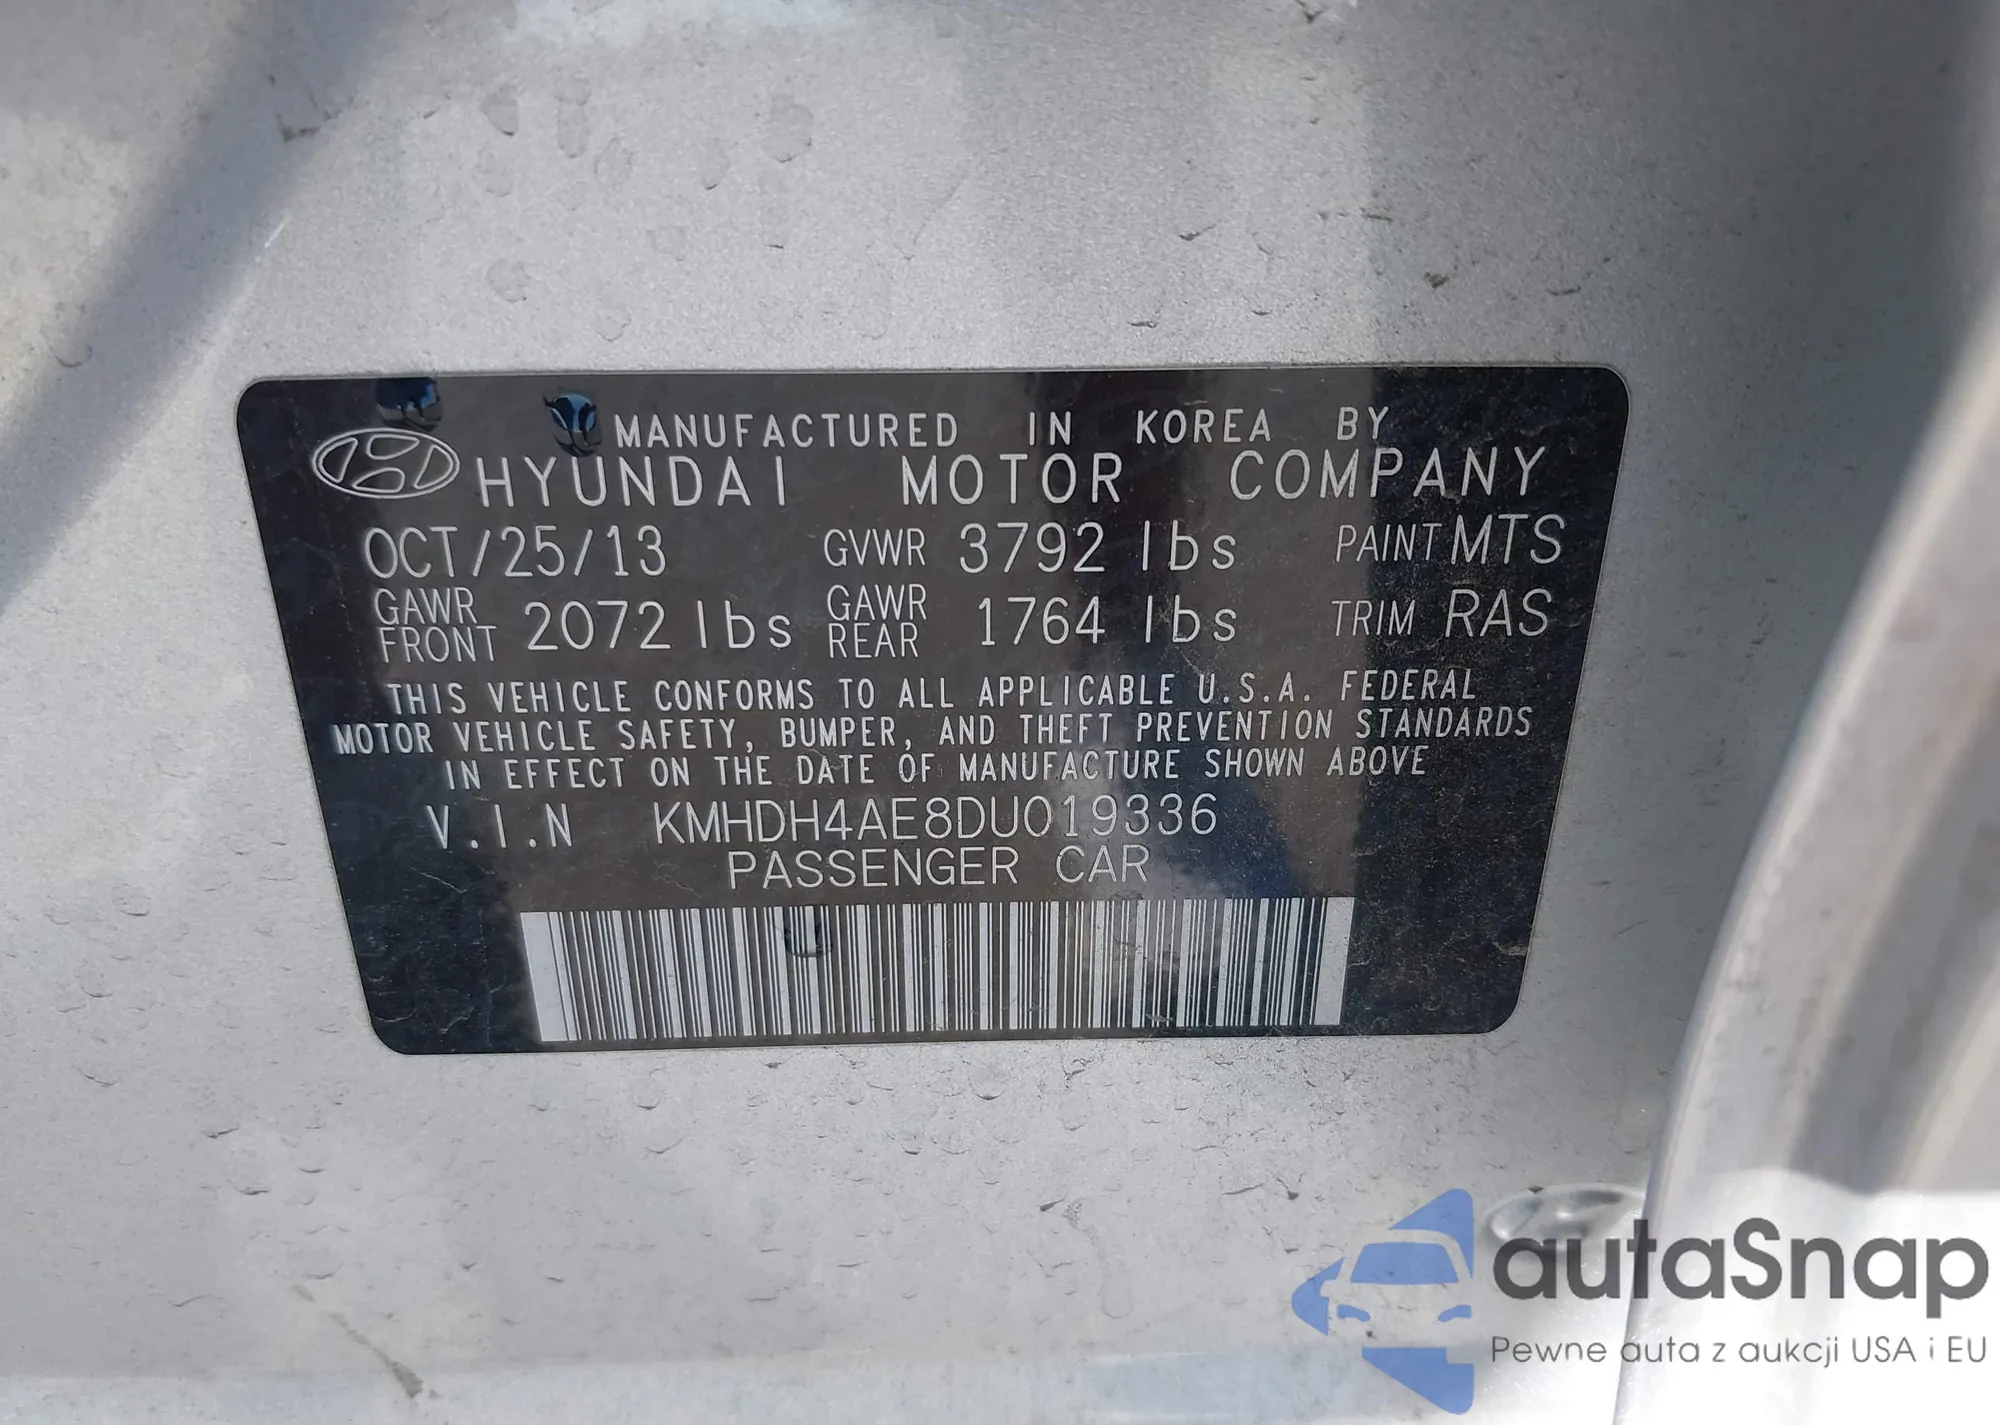 MANUFACTURED IN KOREA BY
HYUNDAI MOTOR COMPANY
OCT/25/13 GVWR 3792 lbs PAINT MTS
GAWR FRONT 2072 lbs GAWR REAR 1764 lbs TRIM RAS
THIS VEHICLE CONFORMS TO ALL APPLICABLE U.S.A. FEDERAL
MOTOR VEHICLE SAFETY, BUMPER, AND THEFT PREVENTION STANDARDS
IN EFFECT ON THE DATE OF MANUFACTURE SHOWN ABOVE
V.I.N KMHDH4AE8DU019336
PASSENGER CAR
autaSnap
Pewne auta z aukcji USA i EU